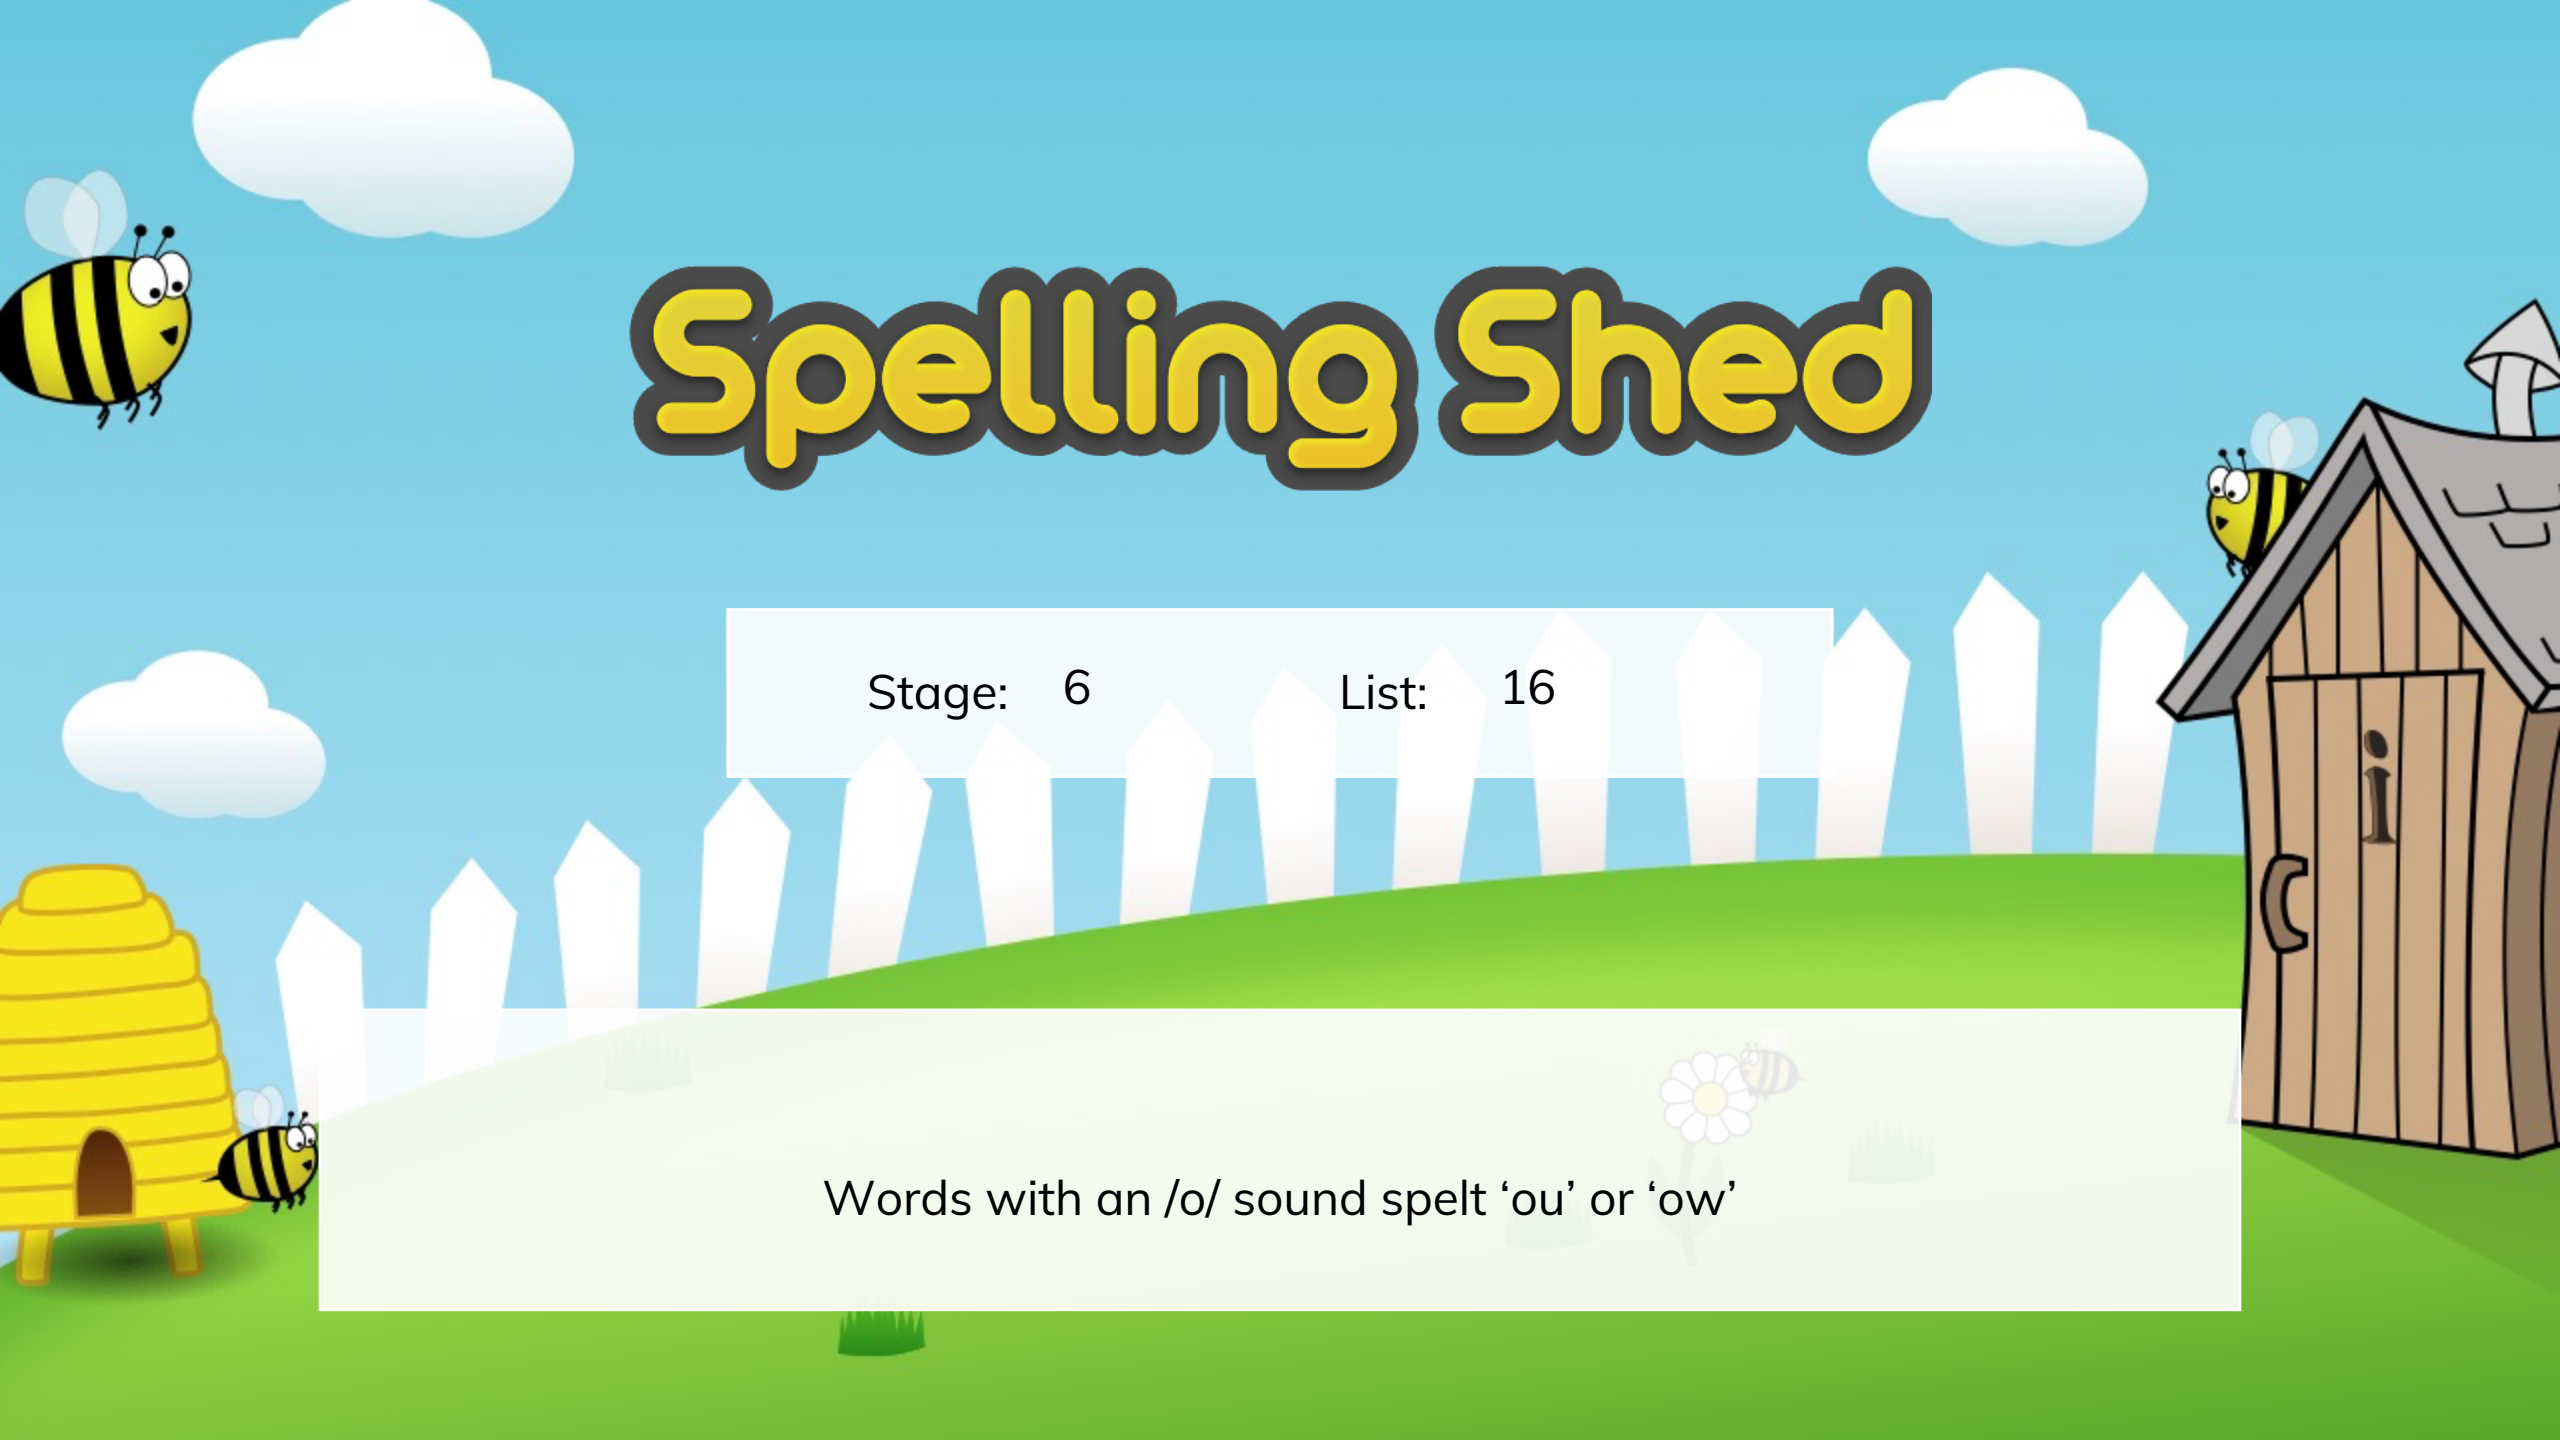 Spelling Shed
Stage: 6 List: 16
i
Words with an /o/ sound spelt ‘ou’ or ‘ow’